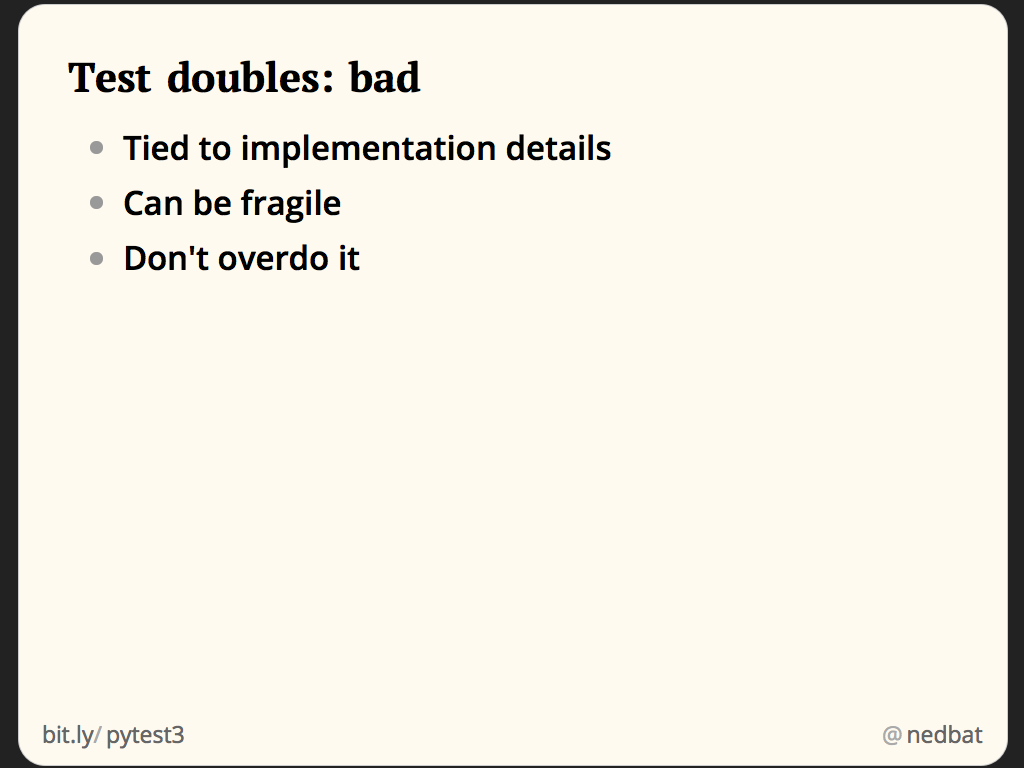 Test doubles: bad
Tied to implementation details
Can be fragile
Don't overdo it
bit.ly/pytest3
@nedbat